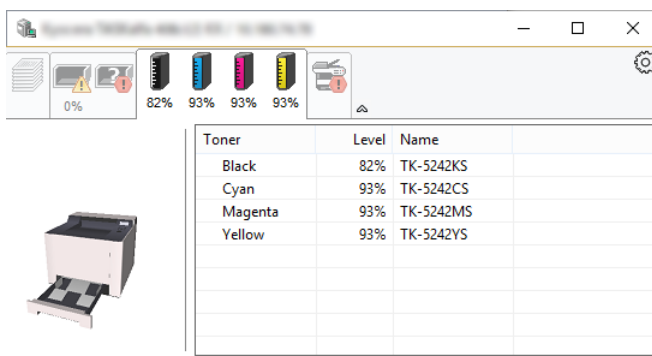 0%
82% 93% 93% 93%
Toner Level Name
Black 82% TK-5242KS
Cyan 93% TK-5242CS
Magenta 93% TK-5242MS
Yellow 93% TK-5242YS